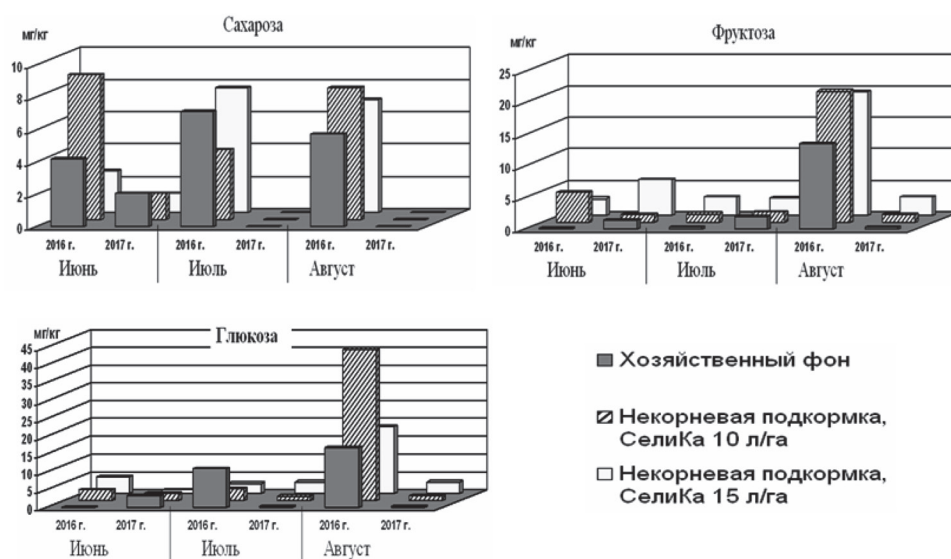 Сахароза
мг/кг
10
8
6
4
2
0
2016 г. 2017 г. 2016 г. 2017 г. 2016 г. 2017 г.
Июнь Июль Август
Фруктоза
мг/кг
25
20
15
10
5
0
2016 г. 2017 г. 2016 г. 2017 г. 2016 г. 2017 г.
Июнь Июль Август
Глюкоза
мг/кг
45
40
35
30
25
20
15
10
5
0
2016 г. 2017 г. 2016 г. 2017 г. 2016 г. 2017 г.
Июнь Июль Август
Хозяйственный фон
Некорневая подкормка,
СелиКа 10 л/га
Некорневая подкормка,
СелиКа 15 л/га